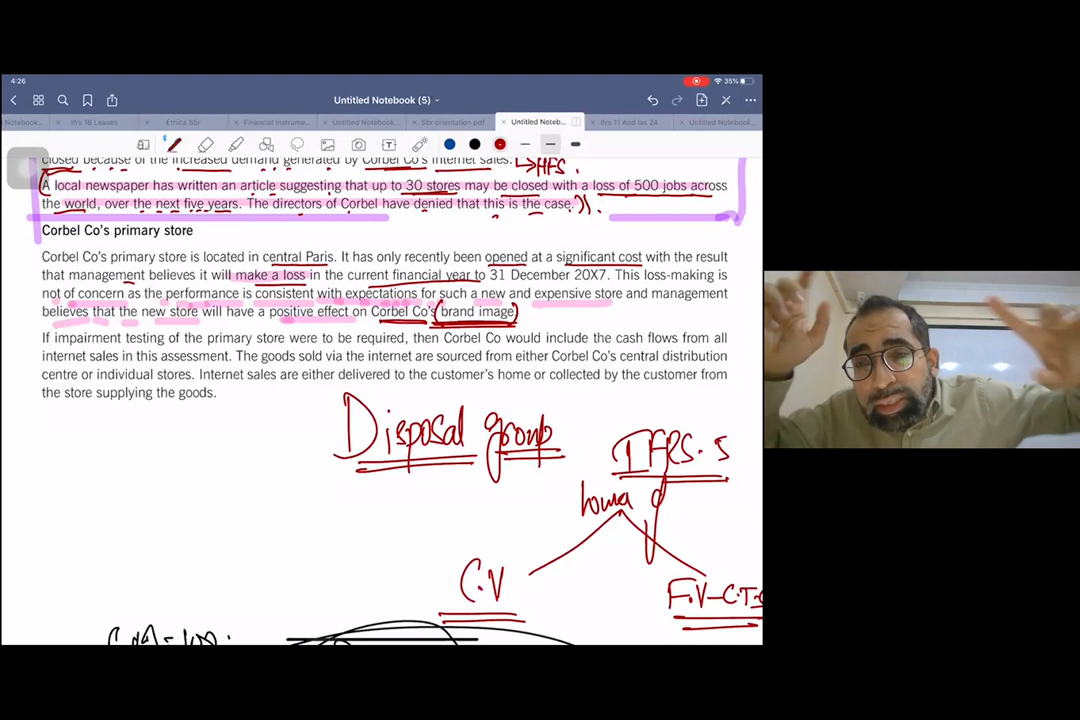 4:26
35%
Untitled Notebook (5)
Notebook...
Ifrs 16 Leases
Ethica Sbr
Financial Instrume...
Untitled Notebook...
Sbr orientation.pdf
Untitled Noteb...
Ifrs 11 And Ias 24
Untitled Notebook...
closed because of the increased demand generated by Corbel Co's internet sales. → HFS.
A local newspaper has written an article suggesting that up to 30 stores may be closed with a loss of 500 jobs across
the world, over the next five years. The directors of Corbel have denied that this is the case.
Corbel Co's primary store
Corbel Co's primary store is located in central Paris. It has only recently been opened at a significant cost with the result
that management believes it will make a loss in the current financial year to 31 December 20X7. This loss-making is
not of concern as the performance is consistent with expectations for such a new and expensive store and management
believes that the new store will have a positive effect on Corbel Co's brand image
If impairment testing of the primary store were to be required, then Corbel Co would include the cash flows from all
internet sales in this assessment. The goods sold via the internet are sourced from either Corbel Co's central distribution
centre or individual stores. Internet sales are either delivered to the customer's home or collected by the customer from
the store supplying the goods.
Disposal group
IFRS.5
C.V
F.V-C.T.